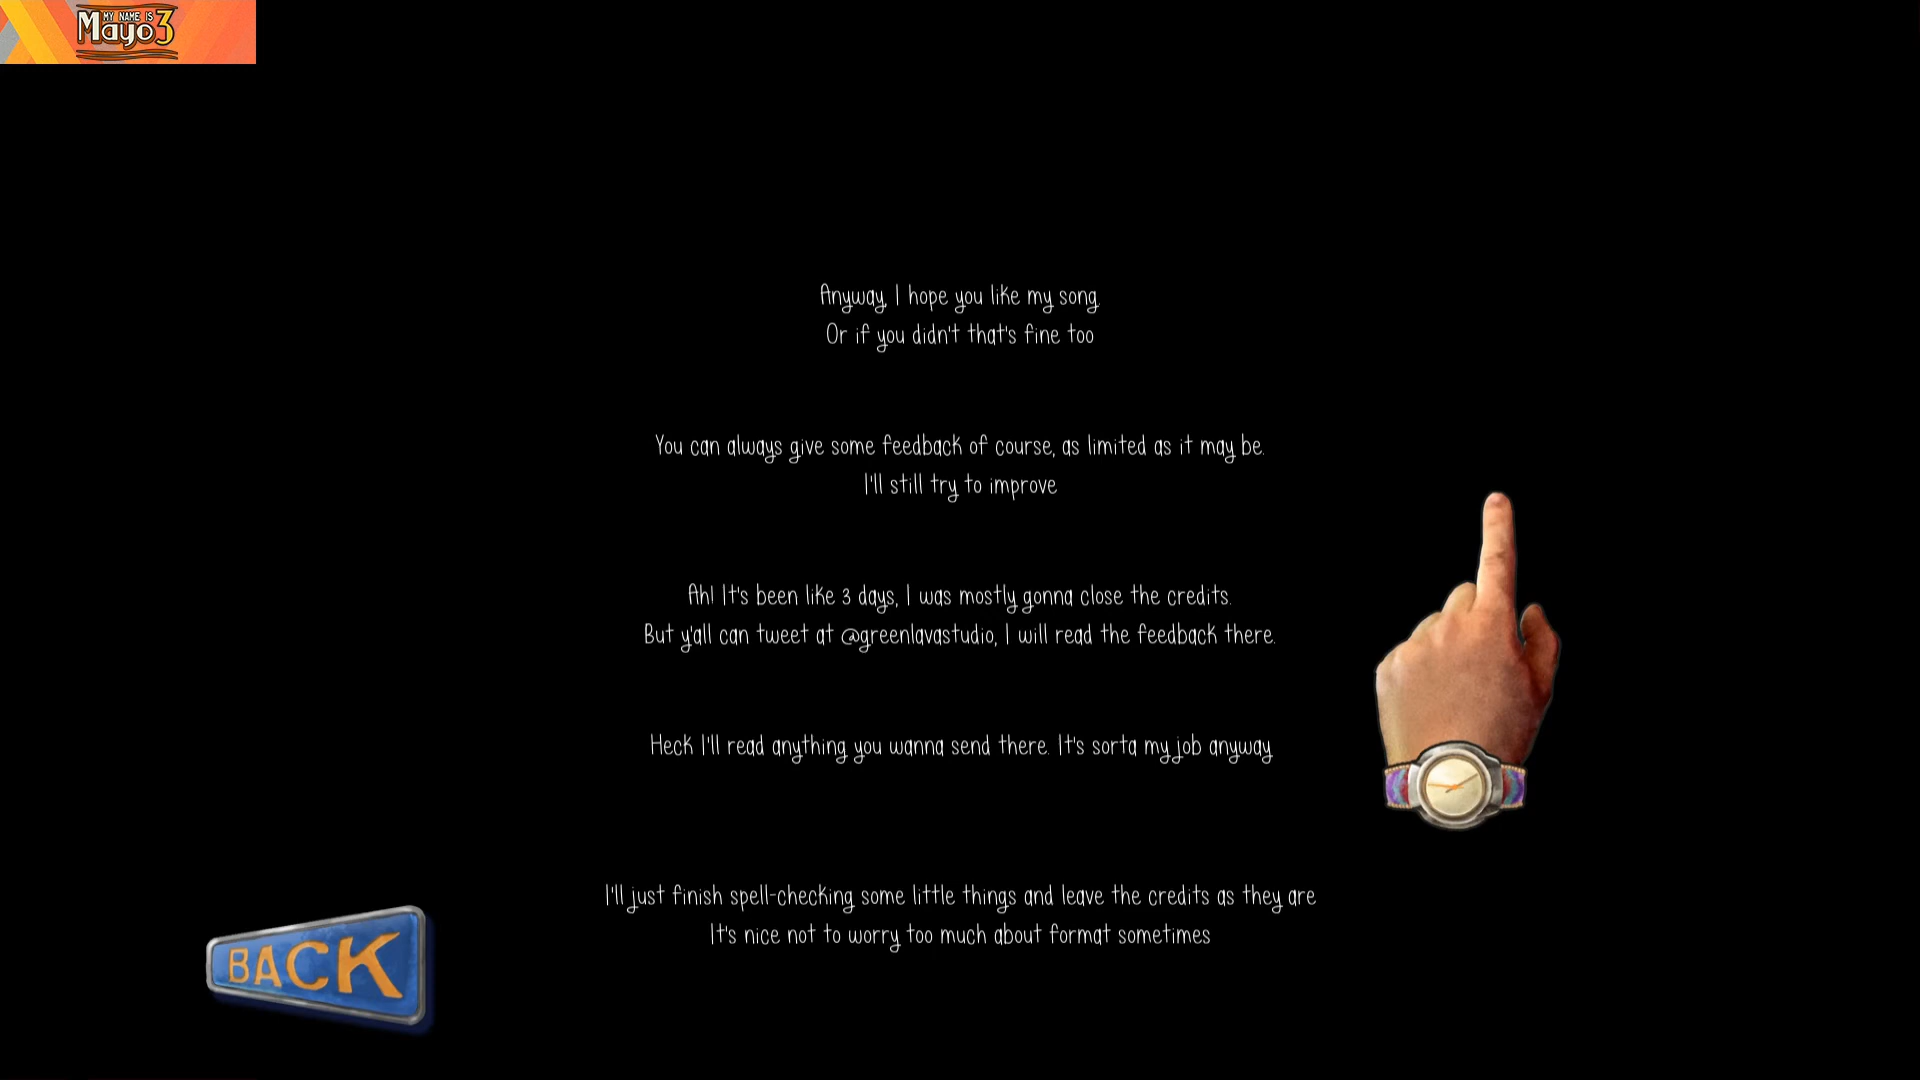 MY NAME IS
Mayo3
Anyway, I hope you like my song.
Or if you didn't that's fine too
You can always give some feedback of course, as limited as it may be.
I'll still try to improve
Ah! It's been like 3 days, I was mostly gonna close the credits.
But y'all can tweet at @greenlavastudio, I will read the feedback there.
Heck I'll read anything you wanna send there. It's sorta my job anyway
I'll just finish spell-checking some little things and leave the credits as they are
It's nice not to worry too much about format sometimes
BACK